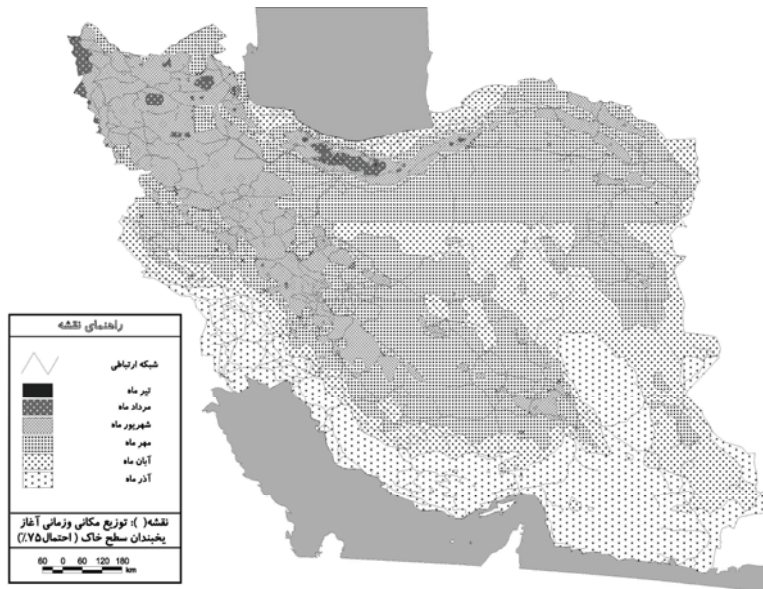 راهنمای نقشه
شبکه ارتباطی
تیر ماه
مرداد ماه
شهریور ماه
مهر ماه
آبان ماه
آذر ماه
نقشه( ): توزیع مکانی وزمانی آغاز
یخبندان سطح خاک ( احتمال۷۵٪)
60 0 60 120 180
km